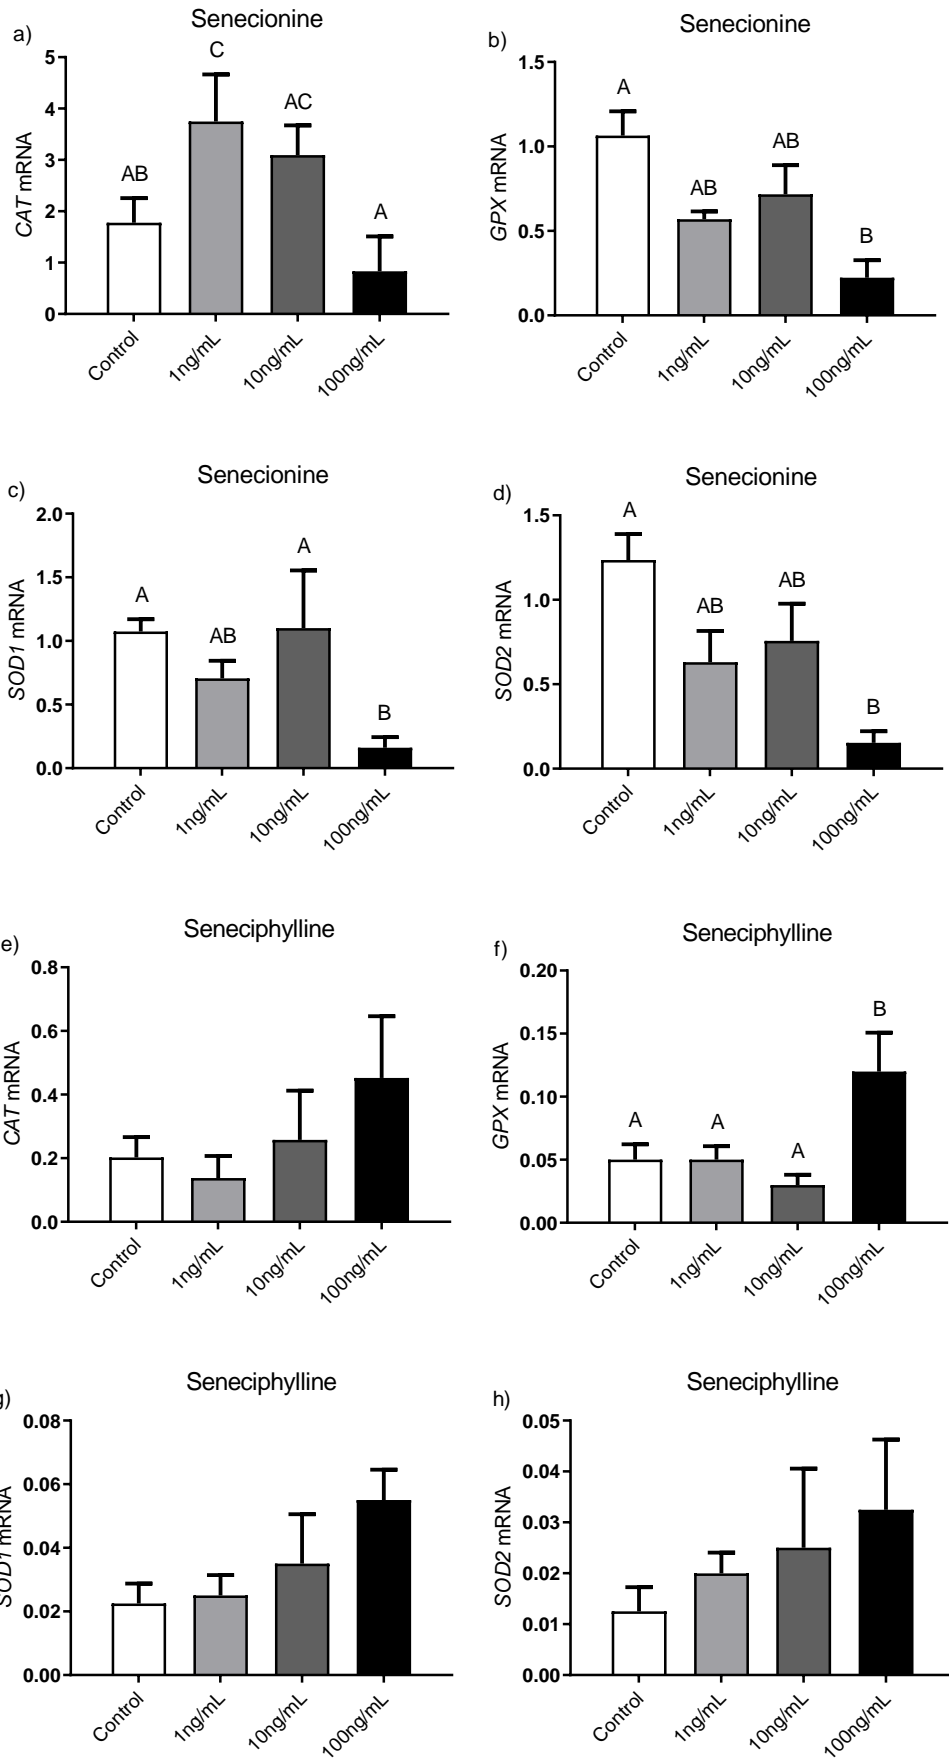 a)
Senecionine
CAT mRNA
5
4
3
2
1
0
AB
C
AC
A
Control
1ng/mL
10ng/mL
100ng/mL
b)
Senecionine
GPX mRNA
1.5
1.0
0.5
0.0
A
AB
AB
B
Control
1ng/mL
10ng/mL
100ng/mL
c)
Senecionine
SOD1 mRNA
2.0
1.5
1.0
0.5
0.0
A
AB
A
B
Control
1ng/mL
10ng/mL
100ng/mL
d)
Senecionine
SOD2 mRNA
1.5
1.0
0.5
0.0
A
AB
AB
B
Control
1ng/mL
10ng/mL
100ng/mL
e)
Seneciphylline
CAT mRNA
0.8
0.6
0.4
0.2
0.0
Control
1ng/mL
10ng/mL
100ng/mL
f)
Seneciphylline
GPX mRNA
0.20
0.15
0.10
0.05
0.00
A
A
A
B
Control
1ng/mL
10ng/mL
100ng/mL
g)
Seneciphylline
SOD1 mRNA
0.08
0.06
0.04
0.02
0.00
Control
1ng/mL
10ng/mL
100ng/mL
h)
Seneciphylline
SOD2 mRNA
0.05
0.04
0.03
0.02
0.01
0.00
Control
1ng/mL
10ng/mL
100ng/mL